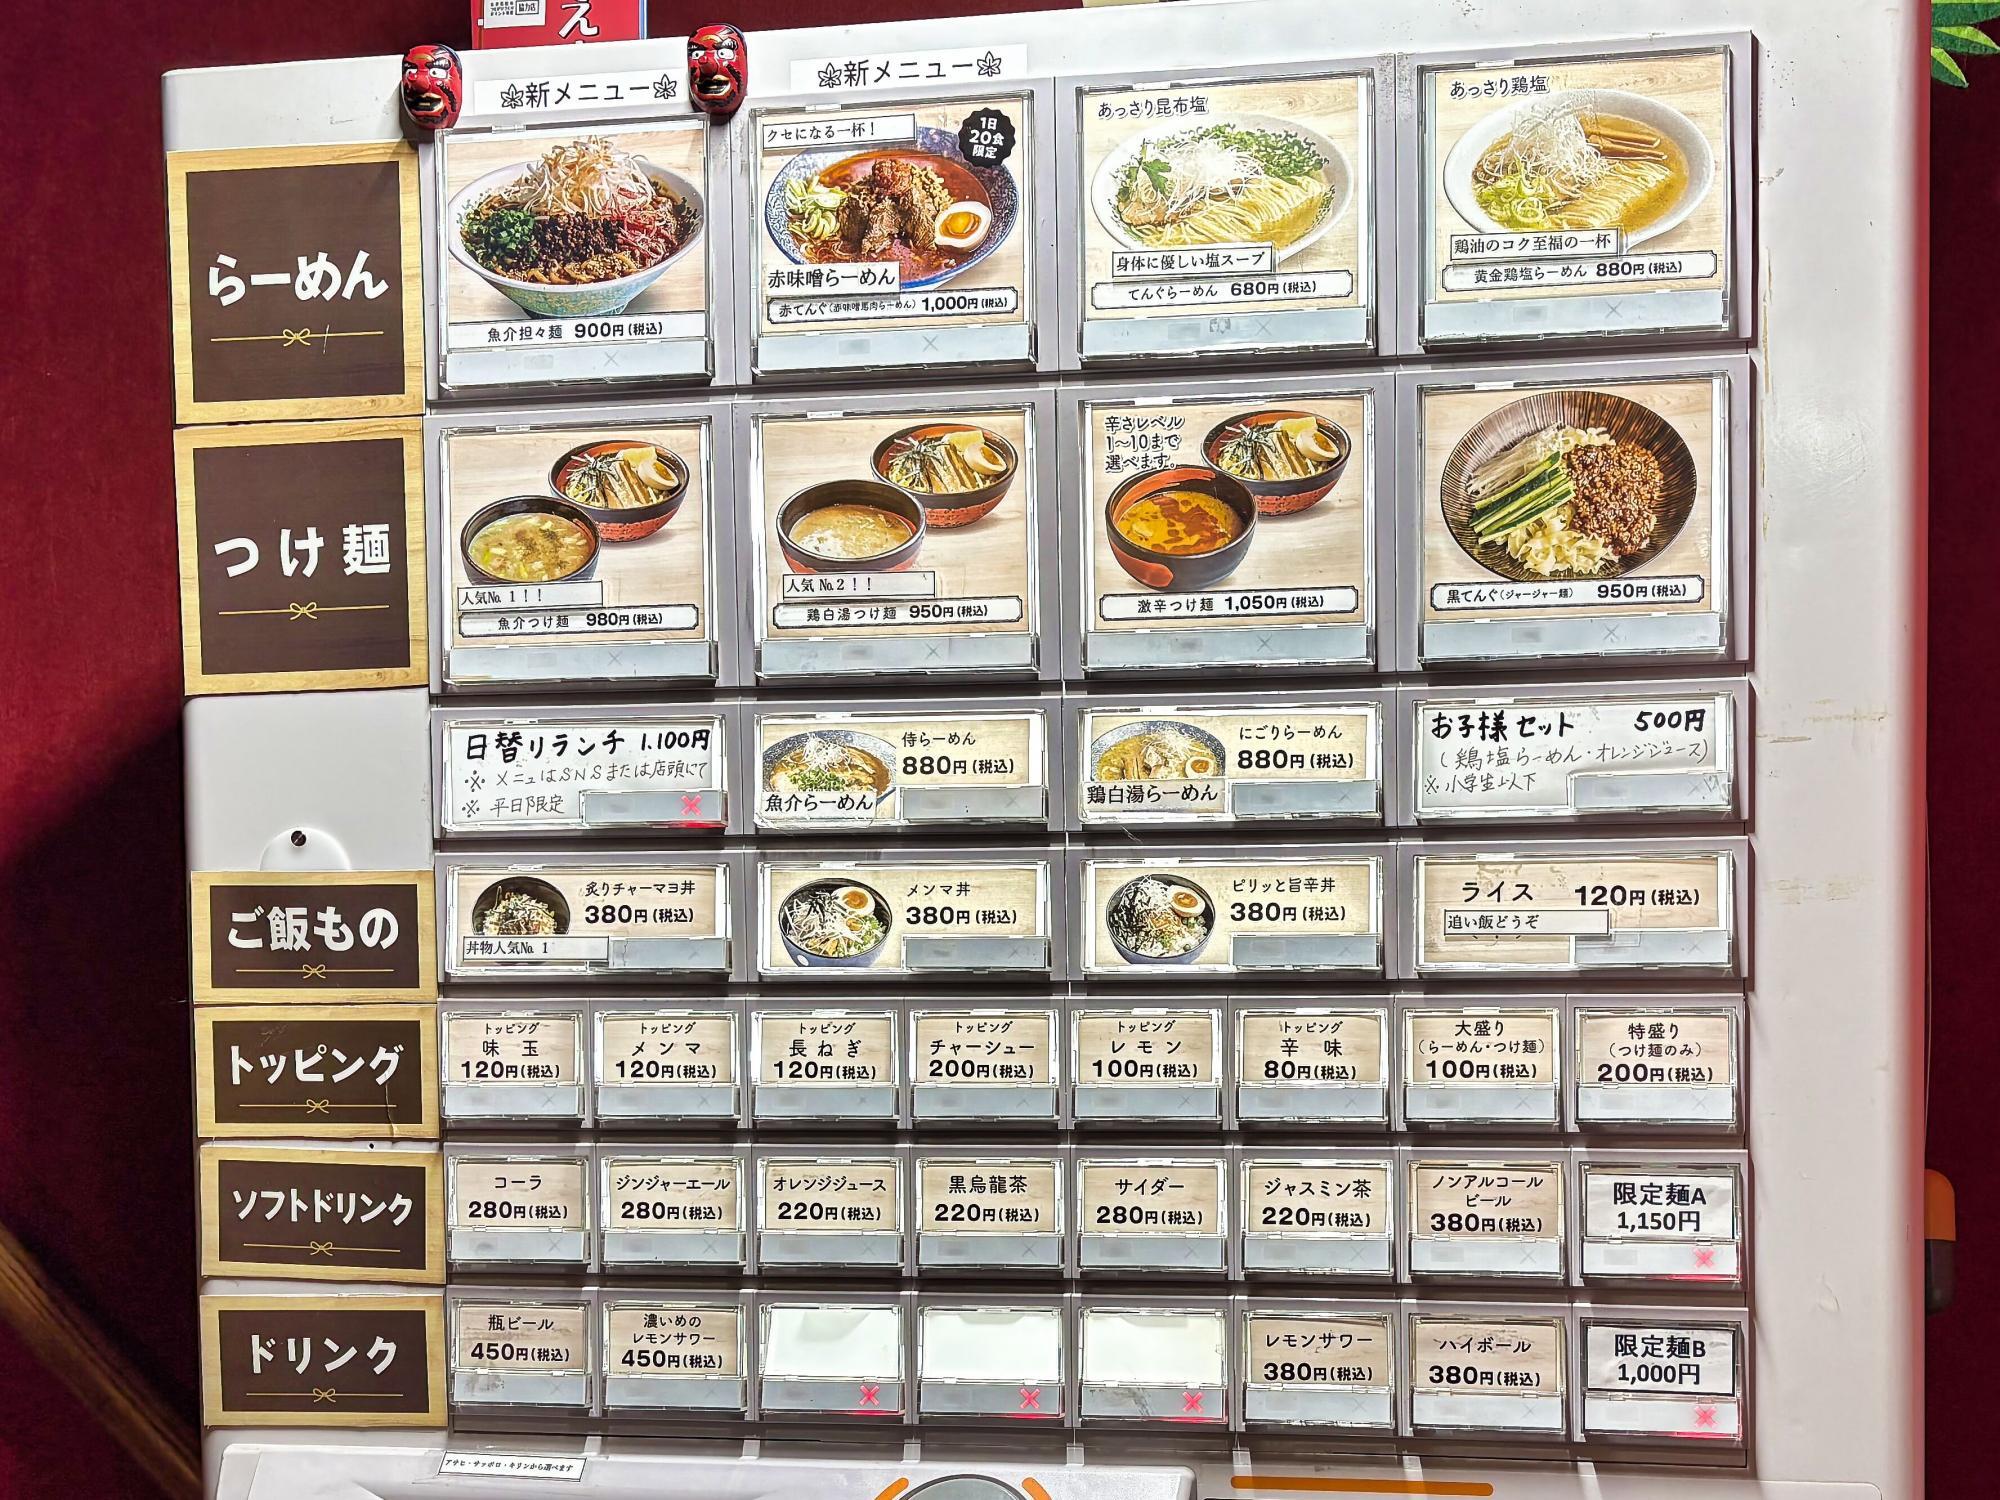 協力店
え
新メニュー
新メニュー
らーめん
魚介担々麺 900円(税込)
クセになる一杯！
1日
20食
限定
赤味噌らーめん
赤てんぐ(赤味噌馬肉らーめん) 1,000円(税込)
あっさり昆布塩
身体に優しい塩スープ
てんぐらーめん 680円(税込)
あっさり鶏塩
鶏油のコク至福の一杯
黄金鶏塩らーめん 880円(税込)
つけ麺
人気№1！！
魚介つけ麺 980円(税込)
人気№2！！
鶏白湯つけ麺 950円(税込)
辛さレベル
1〜10まで
選べます。
激辛つけ麺 1,050円(税込)
黒てんぐ(ジャージャー麺) 950円(税込)
日替リランチ 1.100円
※ メニューはSNSまたは店頭にて
※ 平日限定
侍らーめん
880円(税込)
魚介らーめん
にごりらーめん
880円(税込)
鶏白湯らーめん
お子様セット 500円
(鶏塩らーめん・オレンジジュース)
※小学生以下
ご飯もの
炙りチャーマヨ丼
380円(税込)
丼物人気№1
メンマ丼
380円(税込)
ピリッと旨辛丼
380円(税込)
ライス 120円(税込)
追い飯どうぞ
トッピング
トッピング
味玉
120円(税込)
トッピング
メンマ
120円(税込)
トッピング
長ねぎ
120円(税込)
トッピング
チャーシュー
200円(税込)
トッピング
レモン
100円(税込)
トッピング
辛味
80円(税込)
大盛り
(らーめん・つけ麺)
100円(税込)
特盛り
(つけ麺のみ)
200円(税込)
ソフトドリンク
コーラ
280円(税込)
ジンジャーエール
280円(税込)
オレンジジュース
220円(税込)
黒烏龍茶
220円(税込)
サイダー
280円(税込)
ジャスミン茶
220円(税込)
ノンアルコール
ビール
380円(税込)
限定麺A
1,150円
ドリンク
瓶ビール
450円(税込)
濃いめの
レモンサワー
450円(税込)
レモンサワー
380円(税込)
ハイボール
380円(税込)
限定麺B
1,000円
アサヒ・サッポロ・キリンから選べます